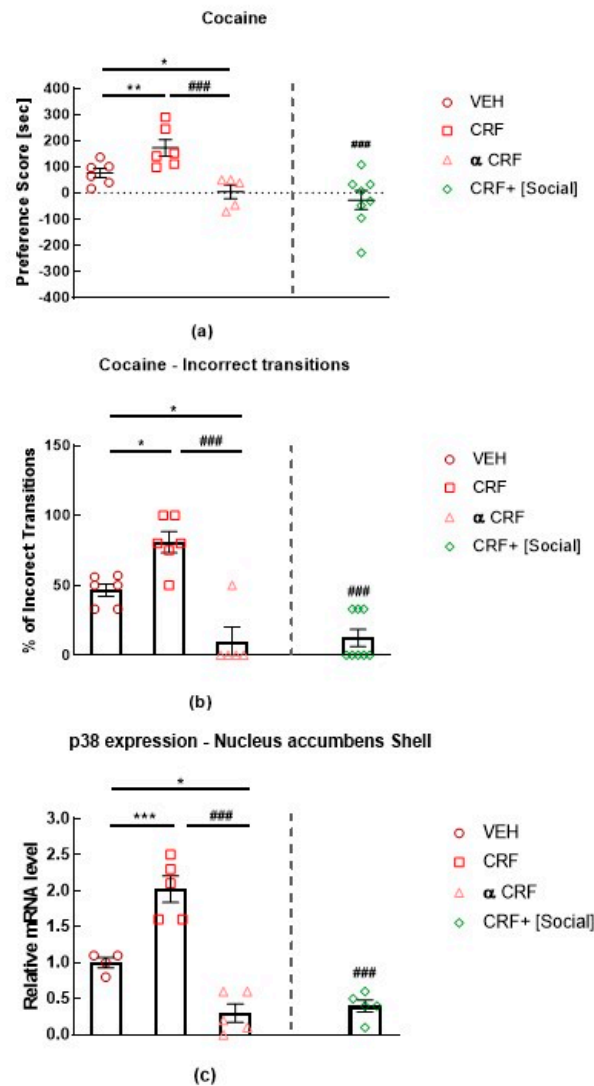 Cocaine
*
** ###
400
300
200
100
0
-100
-200
-300
-400
Preference Score [sec]
###
VEH
CRF
α CRF
CRF+ [Social]
(a)
Cocaine - Incorrect transitions
*
* ###
150
100
50
0
% of Incorect Transitions
###
VEH
CRF
α CRF
CRF+ [Social]
(b)
p38 expression - Nucleus accumbens Shell
*
*** ###
3.0
2.5
2.0
1.5
1.0
0.5
0.0
Relative mRNA level
###
VEH
CRF
α CRF
CRF+ [Social]
(c)